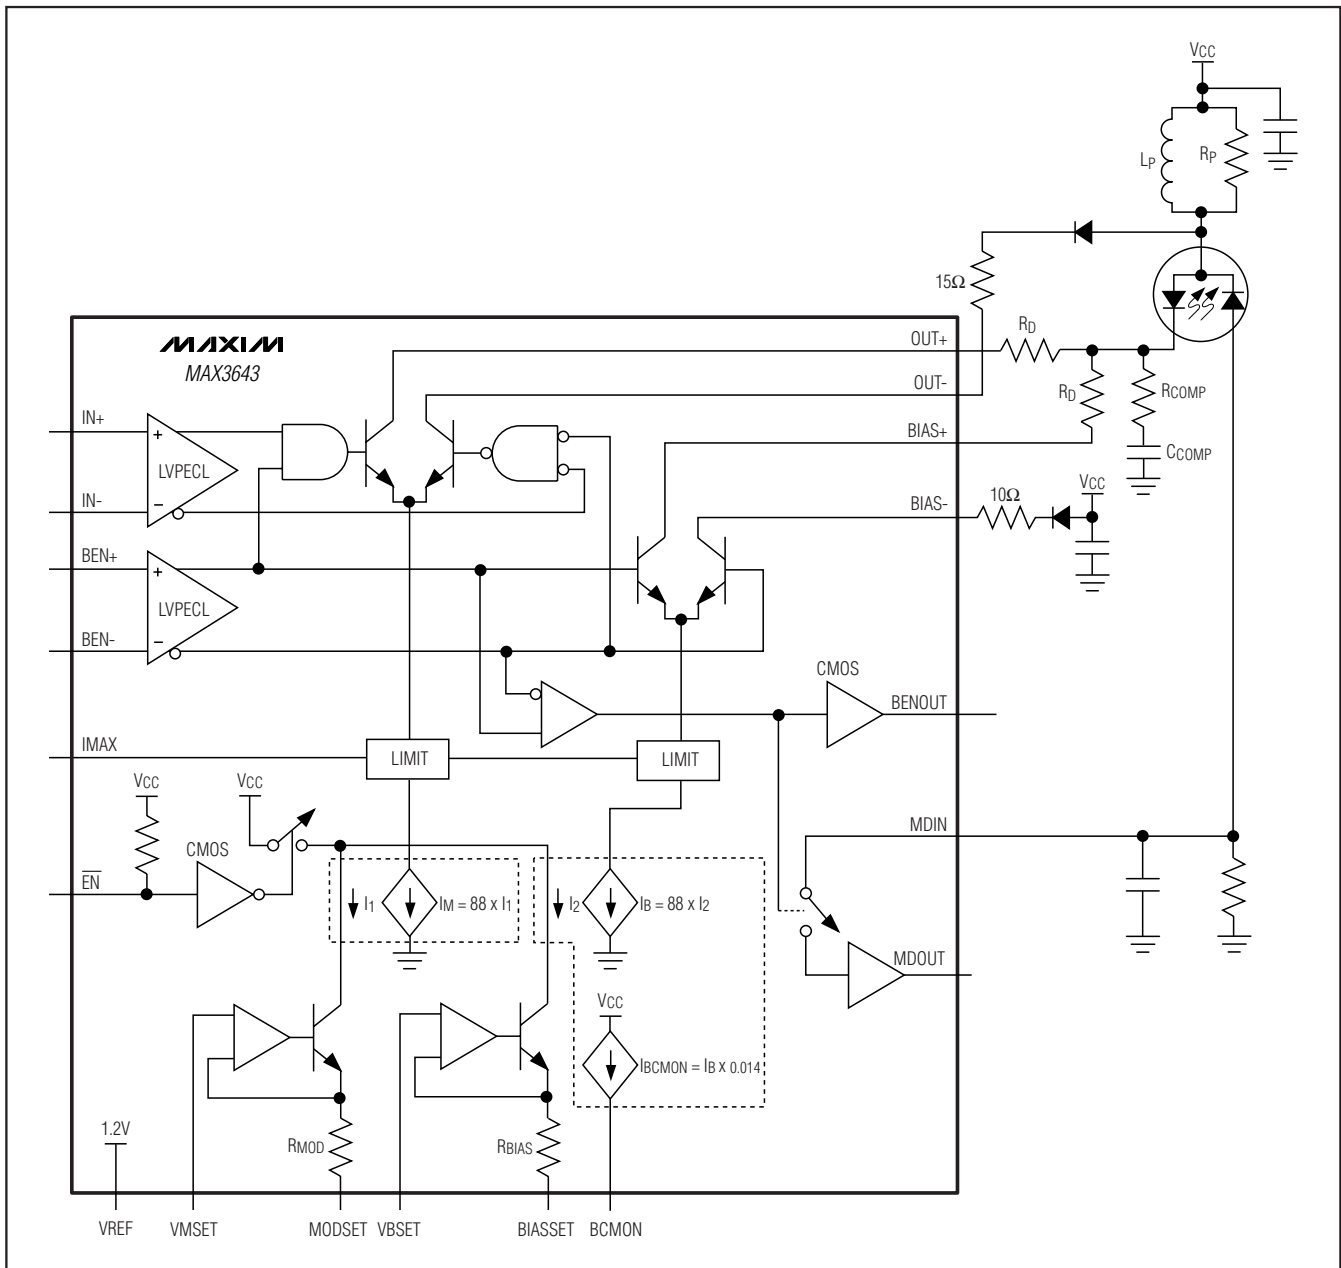 VCC
LP
RP
15Ω
MAXIM
MAX3643
OUT+
RD
OUT-
RD
RCOMP
IN+
+
LVPECL
BIAS+
CCOMP
IN-
−
BIAS-
10Ω
VCC
BEN+
+
LVPECL
BEN-
−
CMOS
BENOUT
IMAX
LIMIT
LIMIT
VCC
VCC
MDIN
CMOS
EN
I1
IM = 88 x I1
I2
IB = 88 x I2
MDOUT
VCC
IBCMON = IB x 0.014
1.2V
RMOD
RBIAS
VREF
VMSET
MODSET
VBSET
BIASSET
BCMON